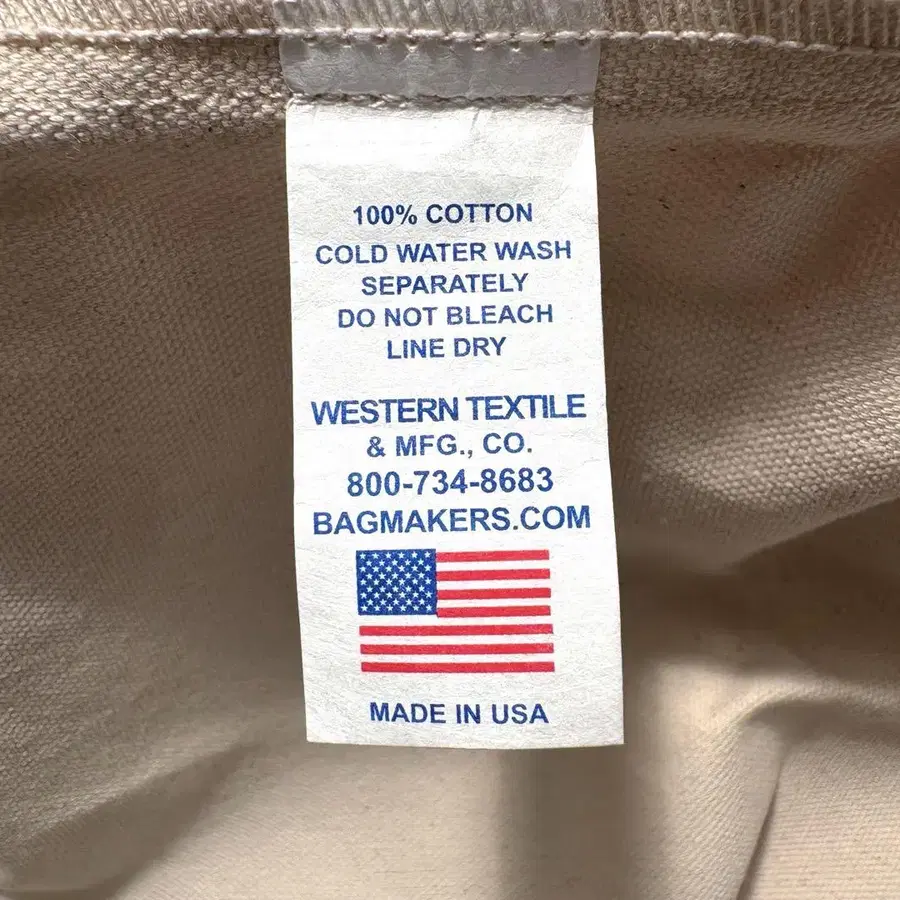 100% COTTON
COLD WATER WASH
SEPARATELY
DO NOT BLEACH
LINE DRY
WESTERN TEXTILE
& MFG., CO.
800-734-8683
BAGMAKERS.COM
MADE IN USA